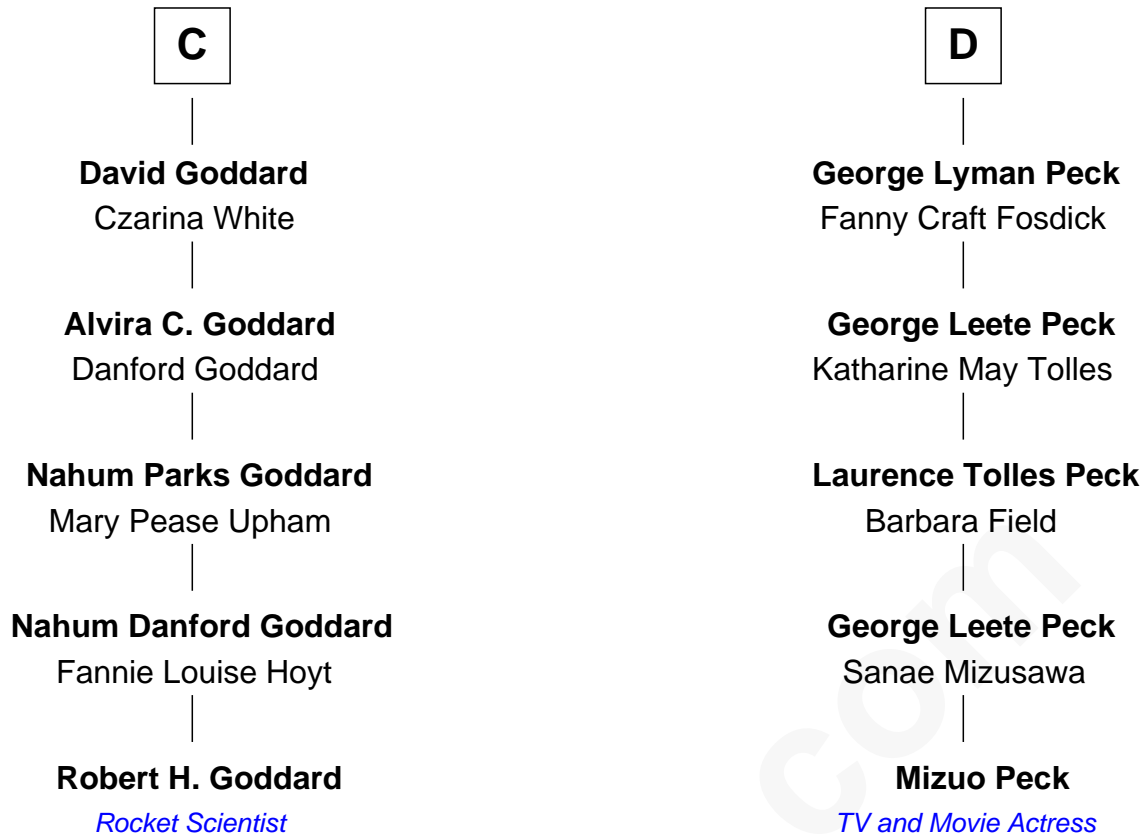 C
David Goddard
Czarina White
Alvira C. Goddard
Danford Goddard
Nahum Parks Goddard
Mary Pease Upham
Nahum Danford Goddard
Fannie Louise Hoyt
Robert H. Goddard
Rocket Scientist
D
George Lyman Peck
Fanny Craft Fosdick
George Leete Peck
Katharine May Tolles
Laurence Tolles Peck
Barbara Field
George Leete Peck
Sanae Mizusawa
Mizuo Peck
TV and Movie Actress
com